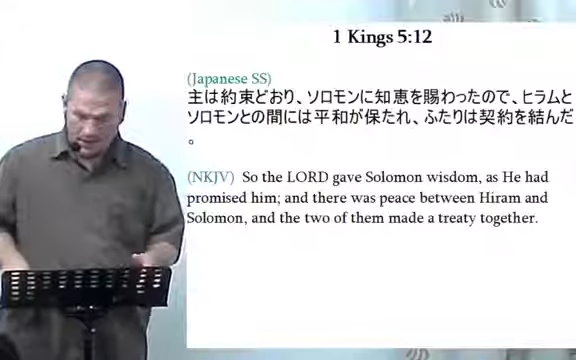 1 Kings 5:12
(Japanese SS)
主は約束どおり、ソロモンに知恵を賜わったので、ヒラムと
ソロモンとの間には平和が保たれ、ふたりは契約を結んだ
。
(NKJV) So the LORD gave Solomon wisdom, as He had
promised him; and there was peace between Hiram and
Solomon, and the two of them made a treaty together.